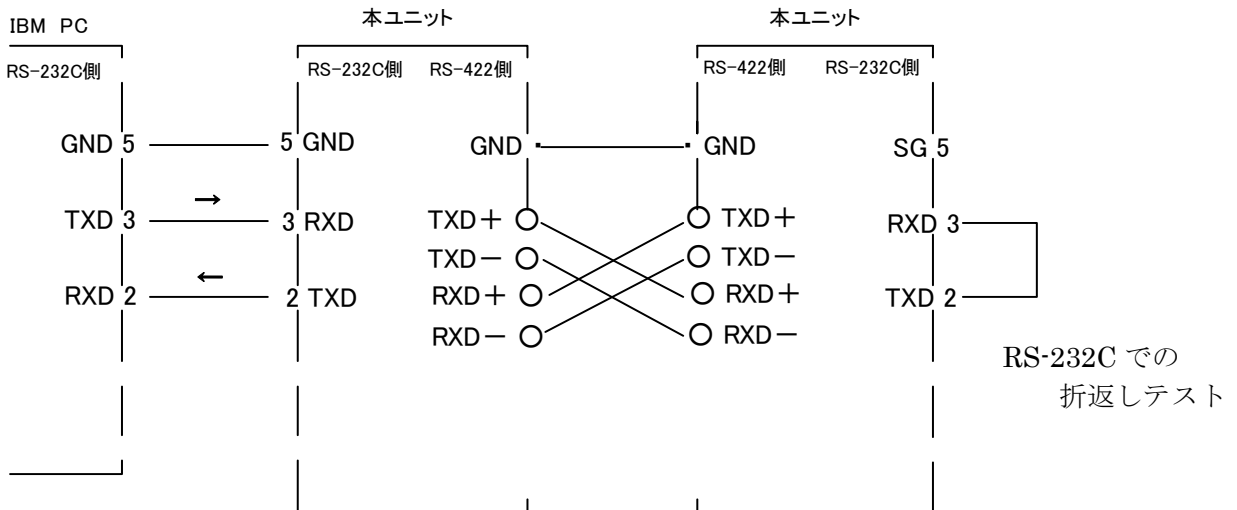 IBM PC
本ユニット
本ユニット
RS-232C側
RS-232C側
RS-422側
RS-422側
RS-232C側
GND 5
5 GND
GND
GND
SG 5
→
TXD 3
3 RXD
TXD+
TXD+
RXD 3
TXD-
TXD-
←
RXD 2
2 TXD
RXD+
RXD+
TXD 2
RXD-
RXD-
RS-232C での
折返しテスト